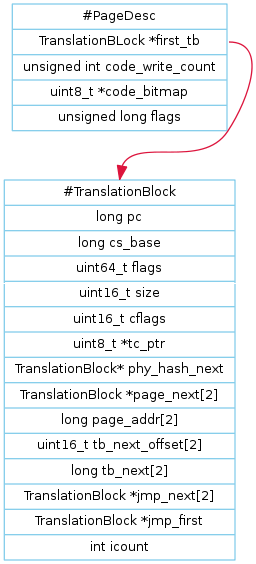 #PageDesc
TranslationBLock *first_tb
unsigned int code_write_count
uint8_t *code_bitmap
unsigned long flags
#TranslationBlock
long pc
long cs_base
uint64_t flags
uint16_t size
uint16_t cflags
uint8_t *tc_ptr
TranslationBlock* phy_hash_next
TranslationBlock *page_next[2]
long page_addr[2]
uint16_t tb_next_offset[2]
long tb_next[2]
TranslationBlock *jmp_next[2]
TranslationBlock *jmp_first
int icount